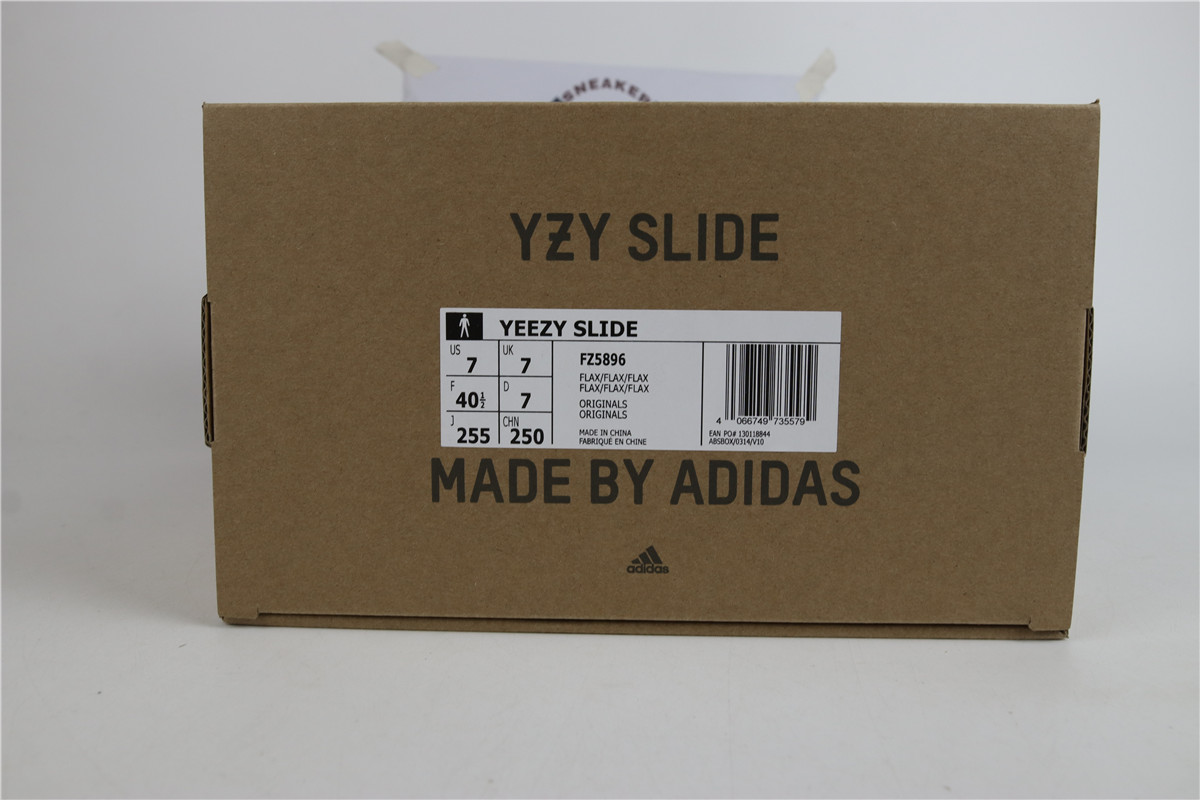 SNEAKER
YƵY SLIDE
YEEZY SLIDE
US 7 UK 7
F 40½ D 7
J 255 CHN 250
FZ5896
FLAX/FLAX/FLAX
FLAX/FLAX/FLAX
ORIGINALS
ORIGINALS
MADE IN CHINA
FABRIQUÉ EN CHINE
4 066749 735579
EAN PO# 130118844
ABSBOX/0314/V10
MADE BY ADIDAS
adidas